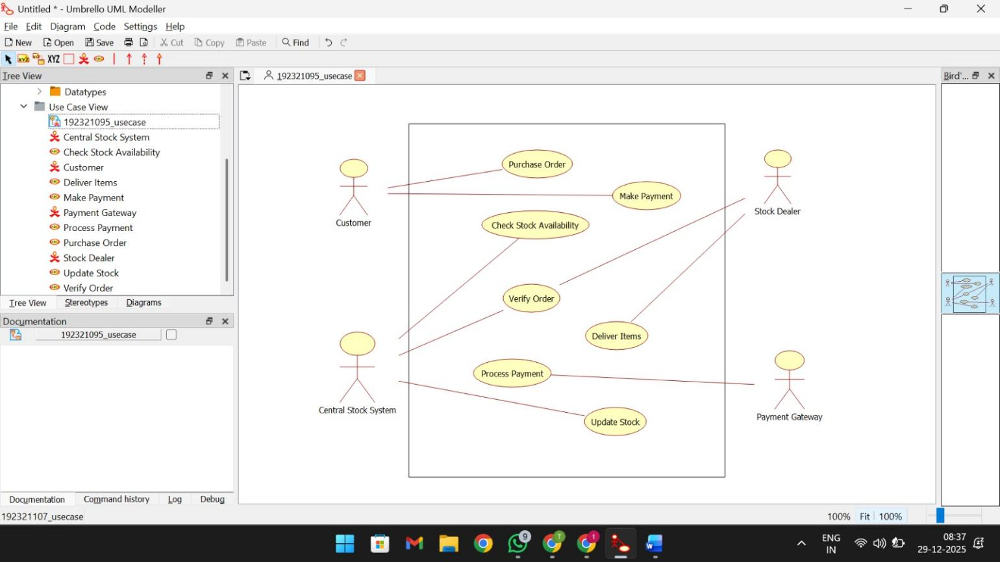 Untitled * - Umbrello UML Modeller
File Edit Diagram Code Settings Help
New Open Save Cut Copy Paste Find
XYZ
Tree View
192321095_usecase
Bird'...
Datatypes
Use Case View
192321095_usecase
Central Stock System
Check Stock Availability
Customer
Deliver Items
Make Payment
Payment Gateway
Process Payment
Purchase Order
Stock Dealer
Update Stock
Verify Order
Tree View Stereotypes Diagrams
Documentation
192321095_usecase
Documentation Command history Log Debug
Purchase Order
Make Payment
Customer
Stock Dealer
Check Stock Availability
Verify Order
Deliver Items
Process Payment
Central Stock System
Update Stock
Payment Gateway
192321107_usecase
100% Fit 100%
9
T
t
W
ENG
IN
08:37
29-12-2025